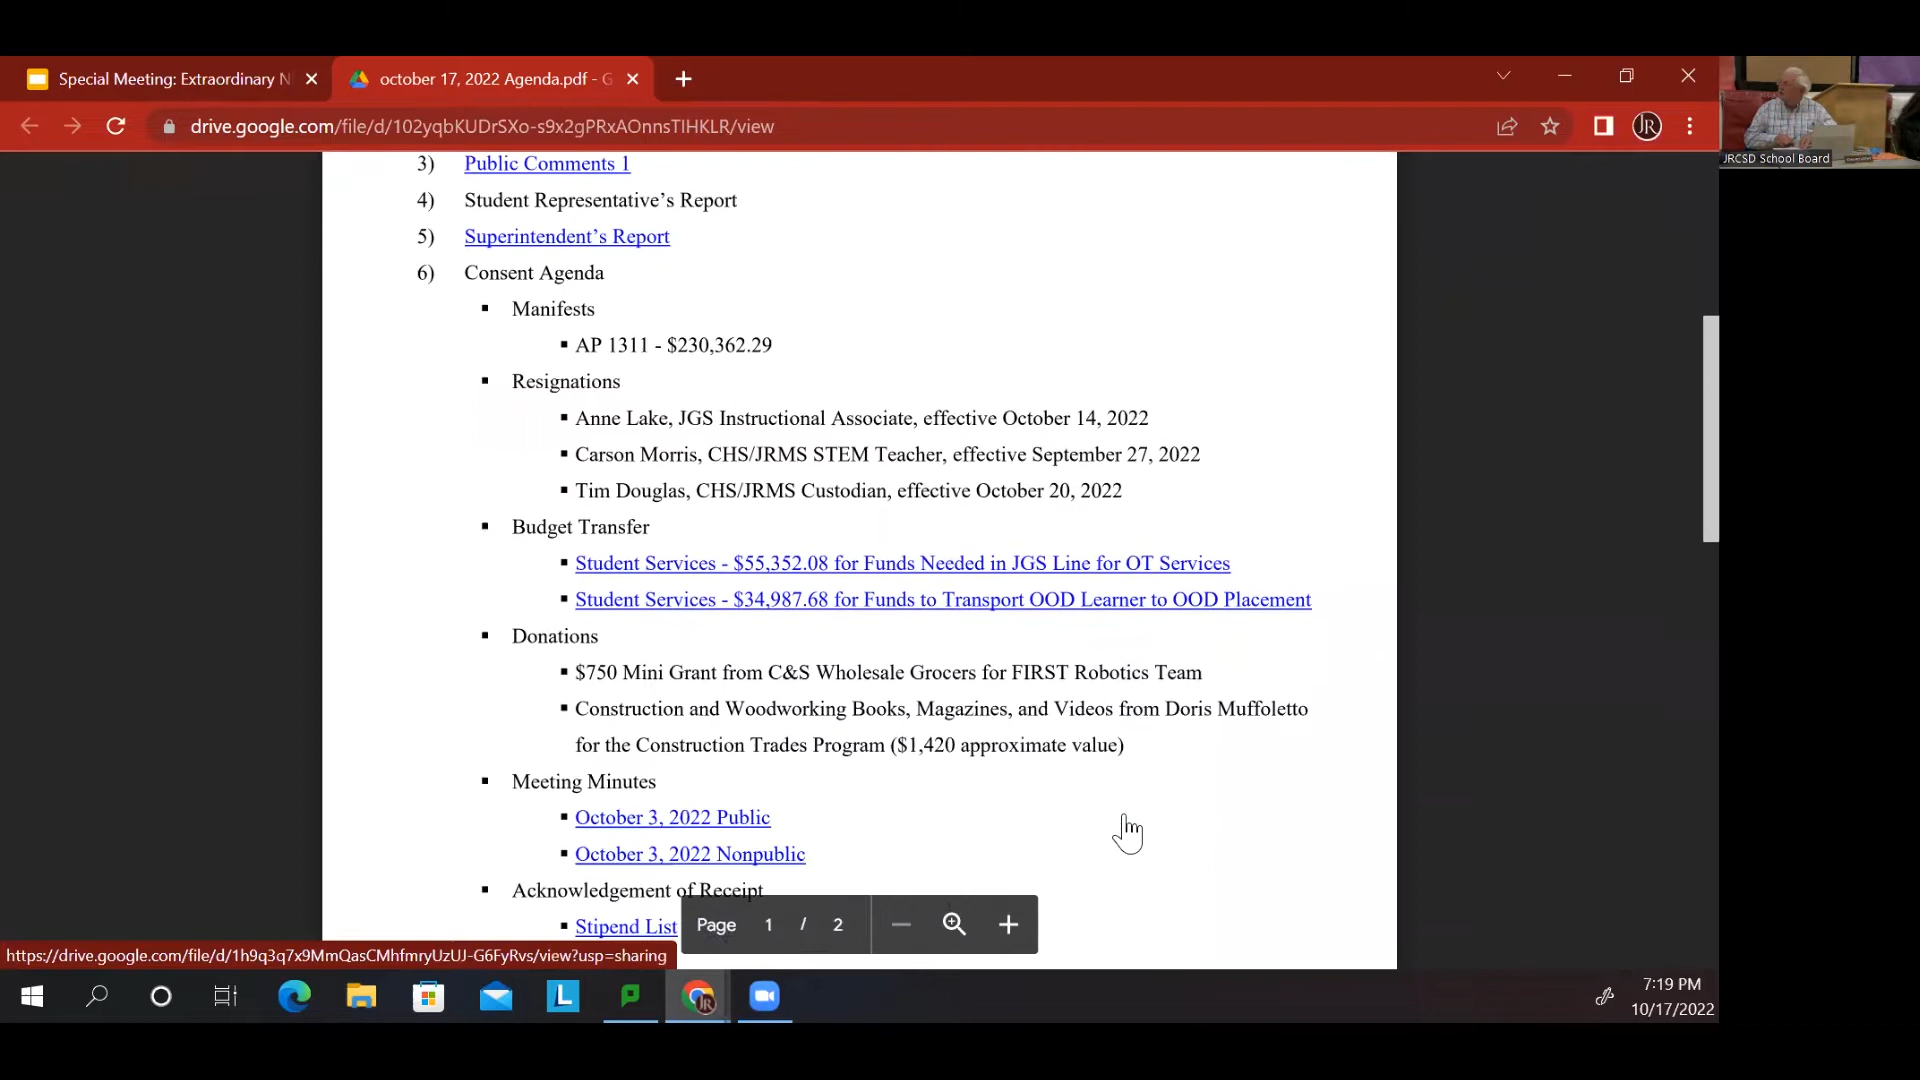 Special Meeting: Extraordinary N
october 17, 2022 Agenda.pdf - G
drive.google.com/file/d/102yqbKUDrSXo-s9x2gPRxAOnnsTIHKLR/view
JR
JRCSD School Board
3) Public Comments 1
4) Student Representative’s Report
5) Superintendent’s Report
6) Consent Agenda
▪ Manifests
▪ AP 1311 - $230,362.29
▪ Resignations
▪ Anne Lake, JGS Instructional Associate, effective October 14, 2022
▪ Carson Morris, CHS/JRMS STEM Teacher, effective September 27, 2022
▪ Tim Douglas, CHS/JRMS Custodian, effective October 20, 2022
▪ Budget Transfer
▪ Student Services - $55,352.08 for Funds Needed in JGS Line for OT Services
▪ Student Services - $34,987.68 for Funds to Transport OOD Learner to OOD Placement
▪ Donations
▪ $750 Mini Grant from C&S Wholesale Grocers for FIRST Robotics Team
▪ Construction and Woodworking Books, Magazines, and Videos from Doris Muffoletto
for the Construction Trades Program ($1,420 approximate value)
▪ Meeting Minutes
▪ October 3, 2022 Public
▪ October 3, 2022 Nonpublic
▪ Acknowledgement of Receipt
▪ Stipend List
Page 1 / 2
https://drive.google.com/file/d/1h9q3q7x9MmQasCMhfmryUzUJ-G6FyRvs/view?usp=sharing
L
JR
7:19 PM
10/17/2022